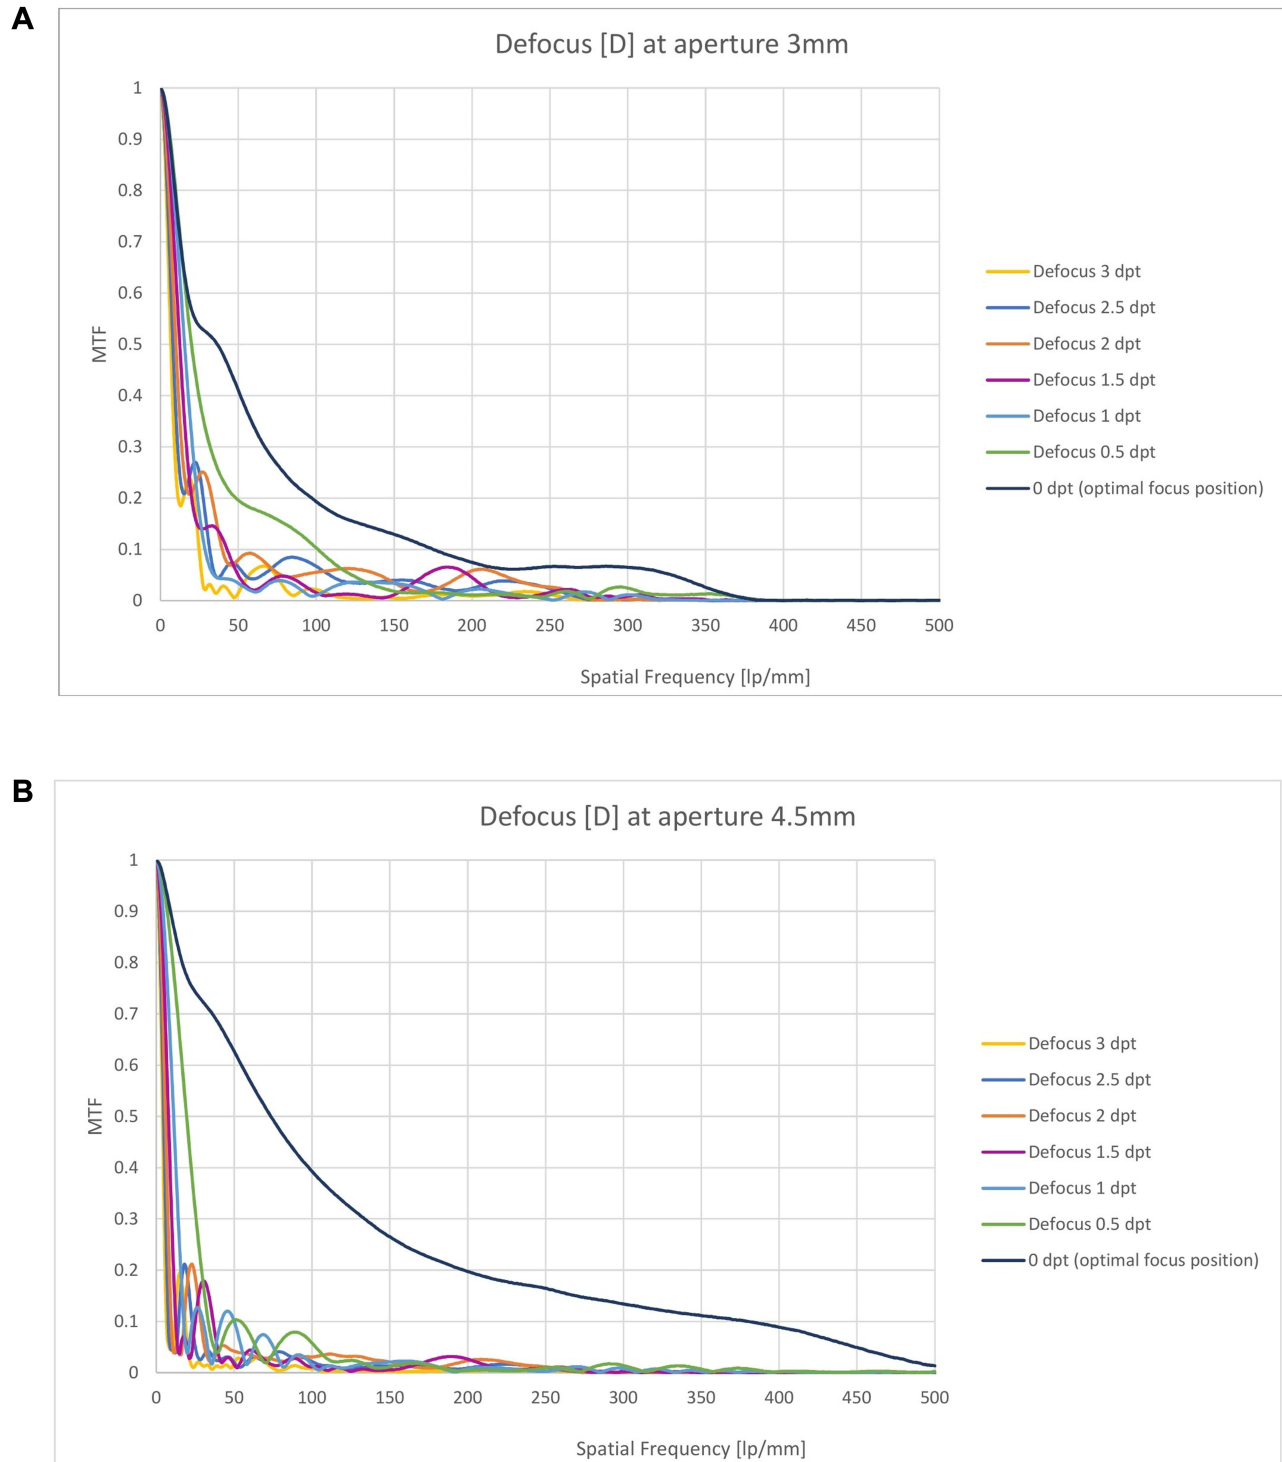 A
Defocus [D] at aperture 3mm
1
0.9
0.8
0.7
0.6
0.5
0.4
0.3
0.2
0.1
0
MTF
0 50 100 150 200 250 300 350 400 450 500
Spatial Frequency [lp/mm]
Defocus 3 dpt
Defocus 2.5 dpt
Defocus 2 dpt
Defocus 1.5 dpt
Defocus 1 dpt
Defocus 0.5 dpt
0 dpt (optimal focus position)
B
Defocus [D] at aperture 4.5mm
1
0.9
0.8
0.7
0.6
0.5
0.4
0.3
0.2
0.1
0
MTF
0 50 100 150 200 250 300 350 400 450 500
Spatial Frequency [lp/mm]
Defocus 3 dpt
Defocus 2.5 dpt
Defocus 2 dpt
Defocus 1.5 dpt
Defocus 1 dpt
Defocus 0.5 dpt
0 dpt (optimal focus position)